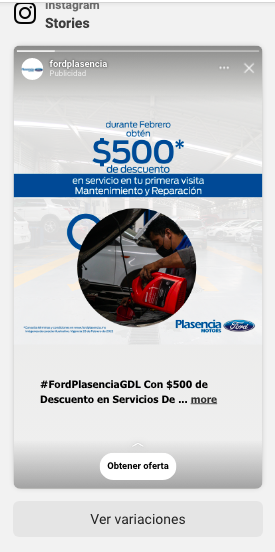 Instagram
Stories
fordplasencia
Publicidad
durante Febrero
obtén
$500*
de descuento
en servicio en tu primera visita
Mantenimiento y Reparación
Plasencia
MOTORS
Ford
#FordPlasenciaGDL Con $500 de
Descuento en Servicios De ... more
Obtener oferta
Ver variaciones